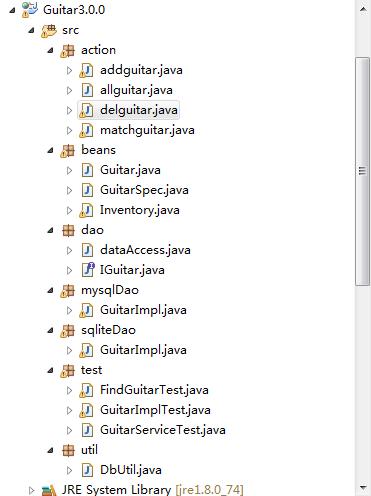 Guitar3.0.0
src
action
addguitar.java
allguitar.java
delguitar.java
matchguitar.java
beans
Guitar.java
GuitarSpec.java
Inventory.java
dao
dataAccess.java
IGuitar.java
mysqlDao
GuitarImpl.java
sqliteDao
GuitarImpl.java
test
FindGuitarTest.java
GuitarImplTest.java
GuitarServiceTest.java
util
DbUtil.java
JRE System Library [jre1.8.0_74]